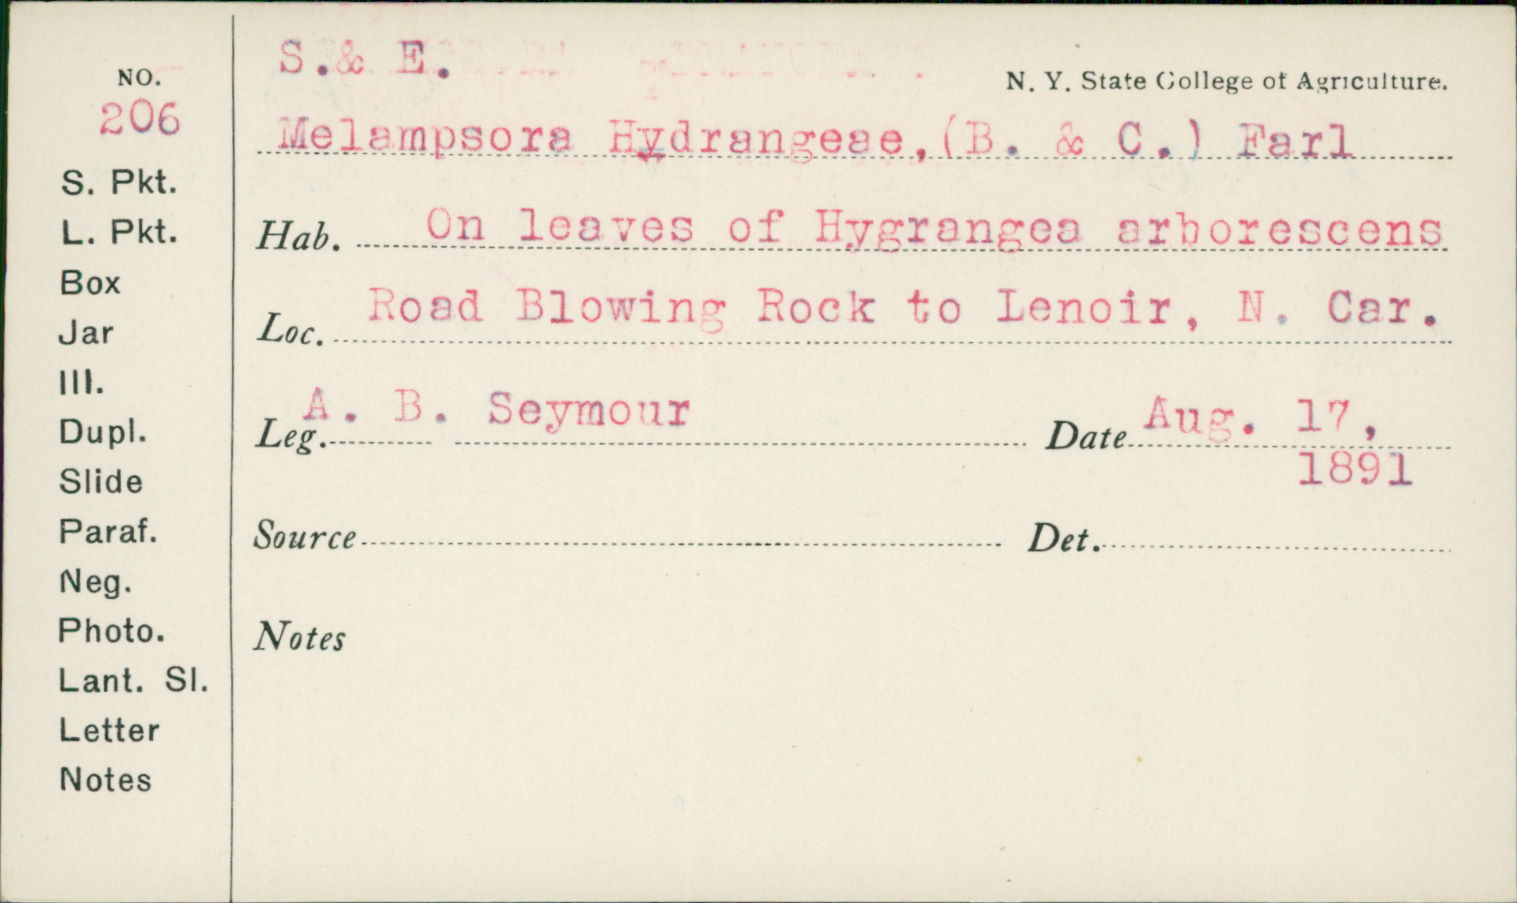 S.& E.
N. Y. State College of Agriculture.
NO.
206
Melampsora Hydrangeae,(B. & C.) Farl
S. Pkt.
L. Pkt.
Box
Jar
Ill.
Dupl.
Slide
Paraf.
Neg.
Photo.
Lant. Sl.
Letter
Notes
Hab. On leaves of Hygrangea arborescens
Loc. Road Blowing Rock to Lenoir, N. Car.
Leg. A. B. Seymour Date Aug. 17,
1891
Source Det.
Notes